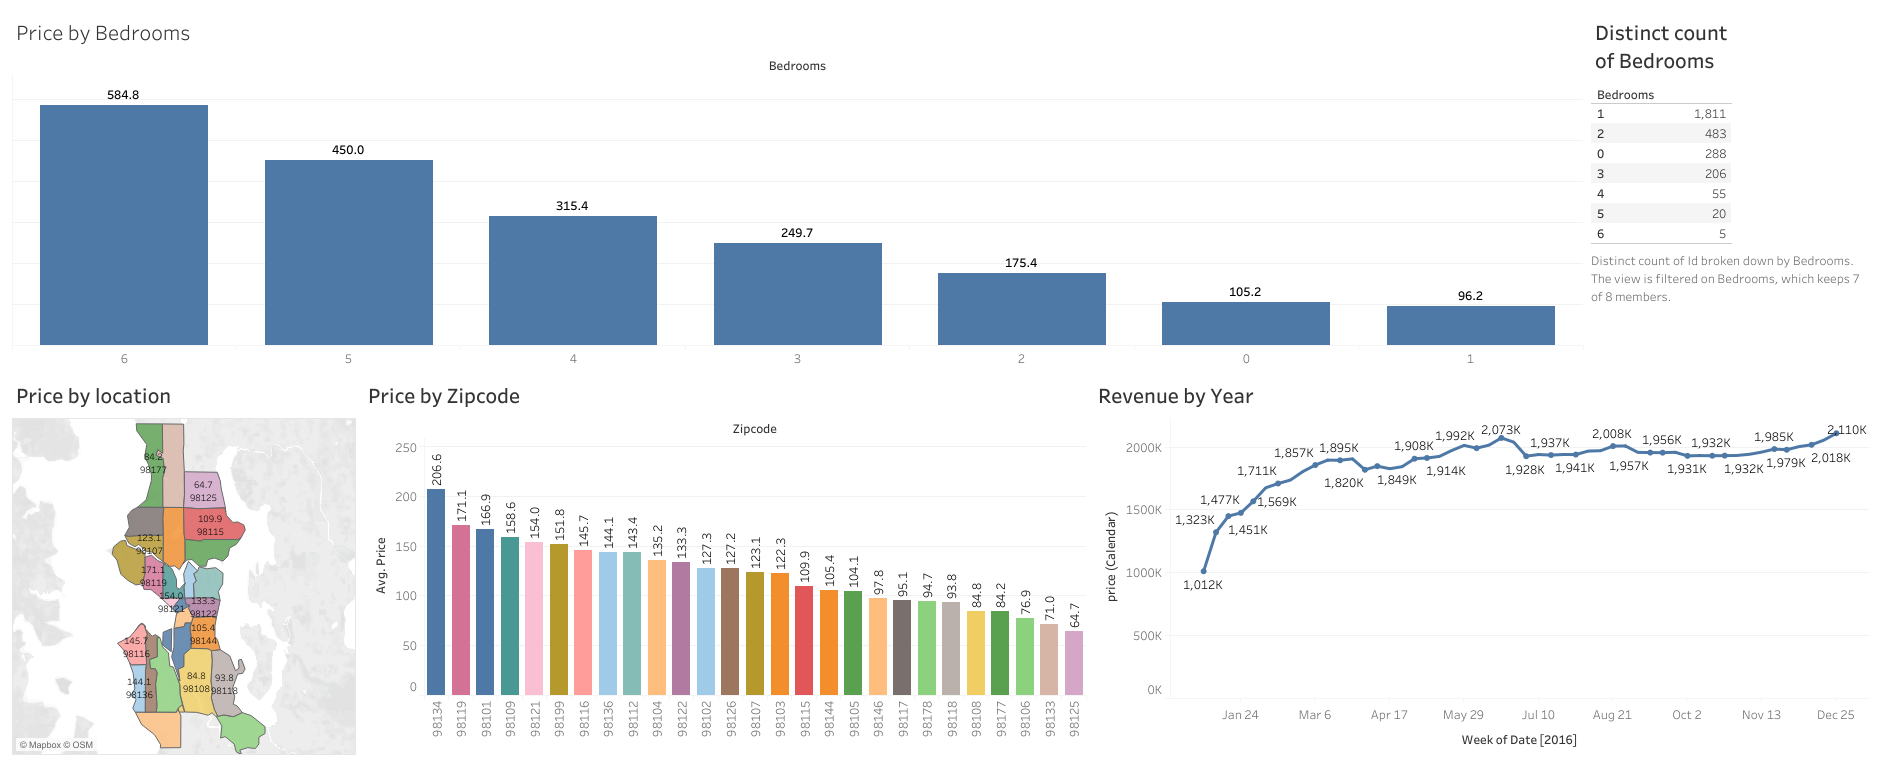 Price by Bedrooms
Bedrooms
584.8
450.0
315.4
249.7
175.4
105.2
96.2
6
5
4
3
2
0
1
Distinct count
of Bedrooms
Bedrooms
1 1,811
2 483
0 288
3 206
4 55
5 20
6 5
Distinct count of Id broken down by Bedrooms.
The view is filtered on Bedrooms, which keeps 7
of 8 members.
Price by location
98177
64.7
98125
109.9
98115
123.1
98107
171.1
98119
154.0
98121
133.3
98122
105.4
98144
145.7
98116
144.1
98136
84.8
98108
93.8
98118
© Mapbox © OSM
Price by Zipcode
Zipcode
Avg. Price
250
200
150
100
50
0
206.6
171.1
166.9
158.6
154.0
151.8
145.7
144.1
143.4
135.2
133.3
127.3
127.2
123.1
122.3
109.9
105.4
104.1
97.8
95.1
94.7
93.8
84.8
84.2
76.9
71.0
64.7
98134
98119
98101
98109
98121
98199
98116
98136
98112
98104
98122
98102
98126
98107
98103
98115
98144
98105
98146
98117
98178
98118
98108
98177
98106
98133
98125
Revenue by Year
price (Calendar)
2000K
1500K
1000K
500K
0K
1,012K
1,323K
1,477K
1,451K
1,569K
1,711K
1,857K
1,895K
1,820K
1,849K
1,908K
1,914K
1,992K
2,073K
1,928K
1,937K
1,941K
2,008K
1,957K
1,956K
1,931K
1,932K
1,932K
1,985K
1,979K
2,018K
2,110K
Jan 24
Mar 6
Apr 17
May 29
Jul 10
Aug 21
Oct 2
Nov 13
Dec 25
Week of Date [2016]